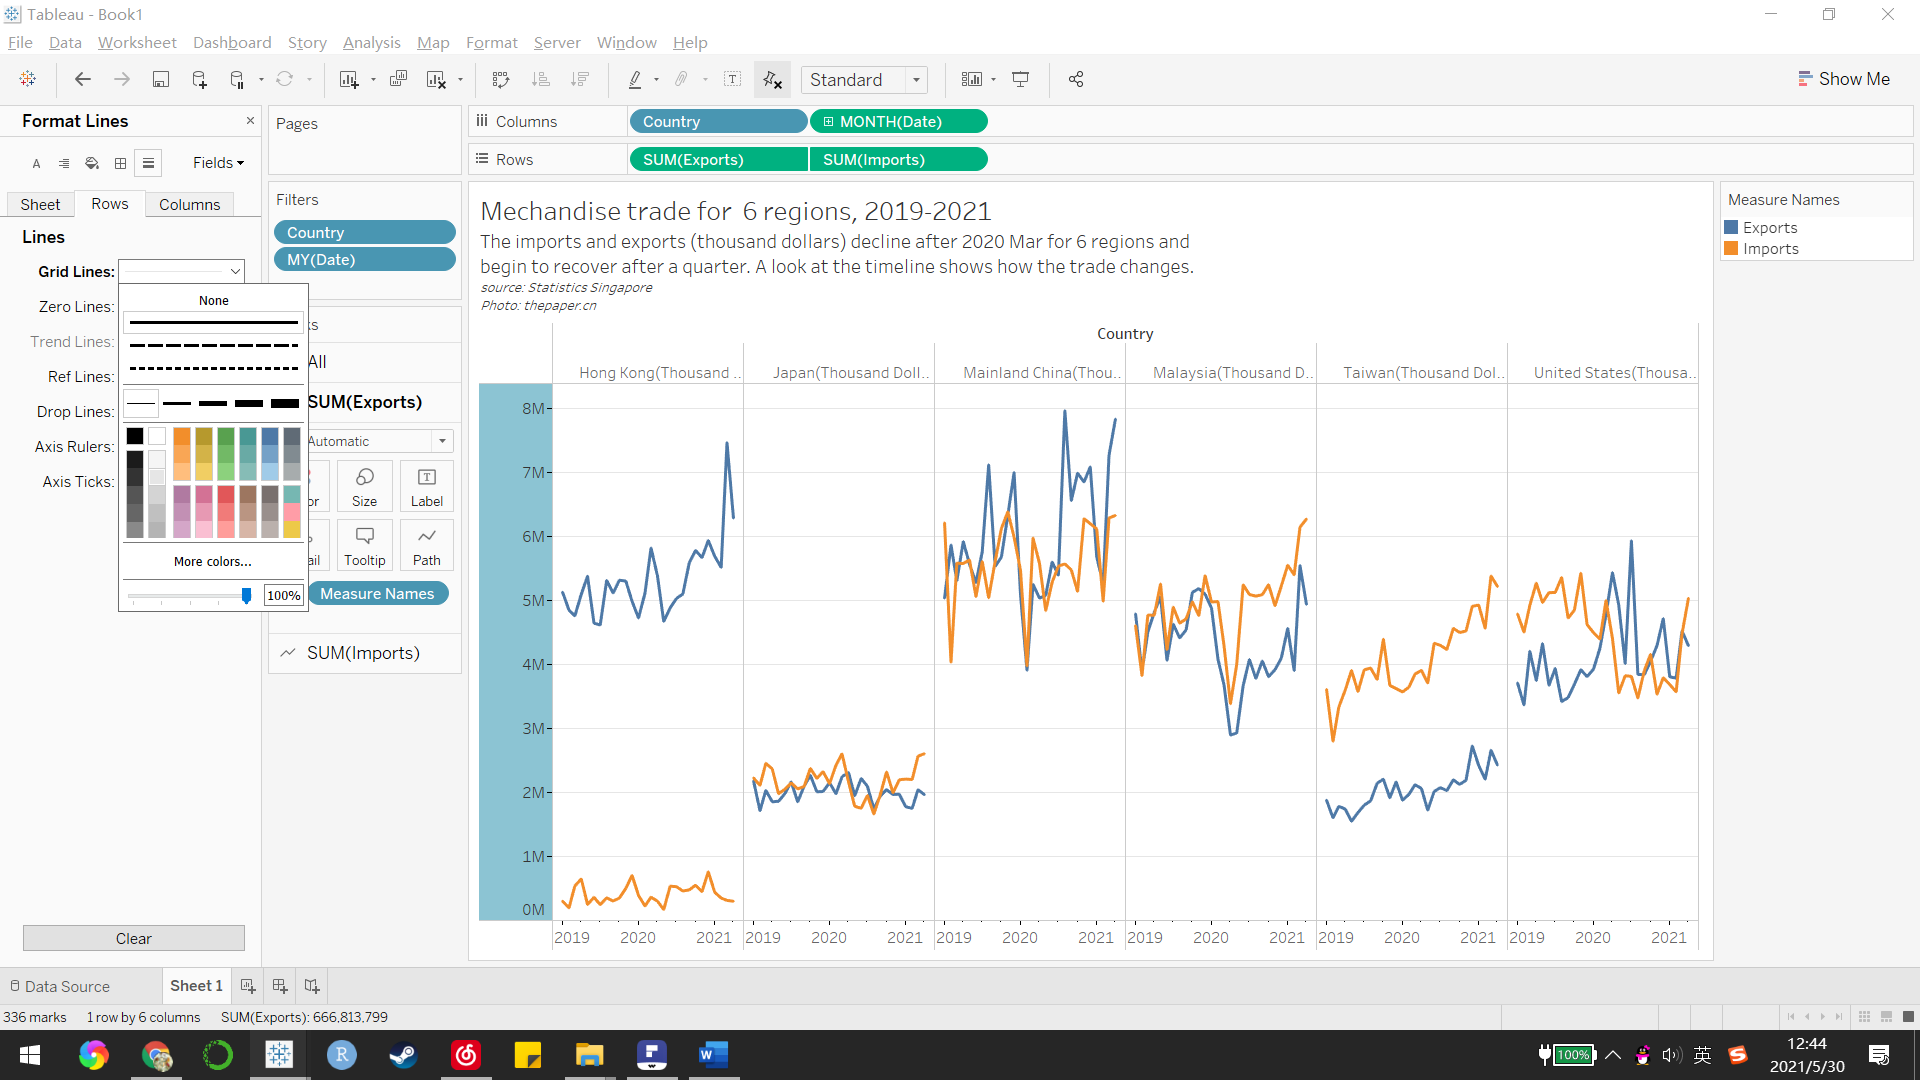 Tableau - Book1
File Data Worksheet Dashboard Story Analysis Map Format Server Window Help
Standard
Show Me
Format Lines
Fields
Sheet Rows Columns
Lines
Grid Lines:
Zero Lines:
Trend Lines:
Ref Lines:
Drop Lines:
Axis Rulers:
Axis Ticks:
None
More colors...
100%
Clear
Pages
Filters
Country
MY(Date)
All
SUM(Exports)
Automatic
Size
Label
Tooltip
Path
Measure Names
SUM(Imports)
Columns
Country
MONTH(Date)
Rows
SUM(Exports)
SUM(Imports)
Mechandise trade for 6 regions, 2019-2021
The imports and exports (thousand dollars) decline after 2020 Mar for 6 regions and
begin to recover after a quarter. A look at the timeline shows how the trade changes.
source: Statistics Singapore
Photo: thepaper.cn
Country
Hong Kong(Thousand ..
Japan(Thousand Doll..
Mainland China(Thou..
Malaysia(Thousand D..
Taiwan(Thousand Dol..
United States(Thousa..
8M
7M
6M
5M
4M
3M
2M
1M
0M
2019 2020 2021 2019 2020 2021 2019 2020 2021 2019 2020 2021 2019 2020 2021 2019 2020 2021
Measure Names
Exports
Imports
Data Source
Sheet 1
336 marks
1 row by 6 columns
SUM(Exports): 666,813,799
100%
英
12:44
2021/5/30